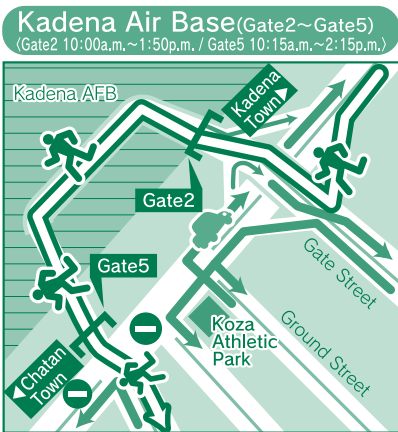 Kadena Air Base(Gate2～Gate5)
〈Gate2 10:00a.m.～1:50p.m. / Gate5 10:15a.m.～2:15p.m.〉
Kadena AFB
Kadena
Town▶
Gate2
Gate5
Gate Street
Koza
Athletic
Park
Ground Street
◀Chatan
Town